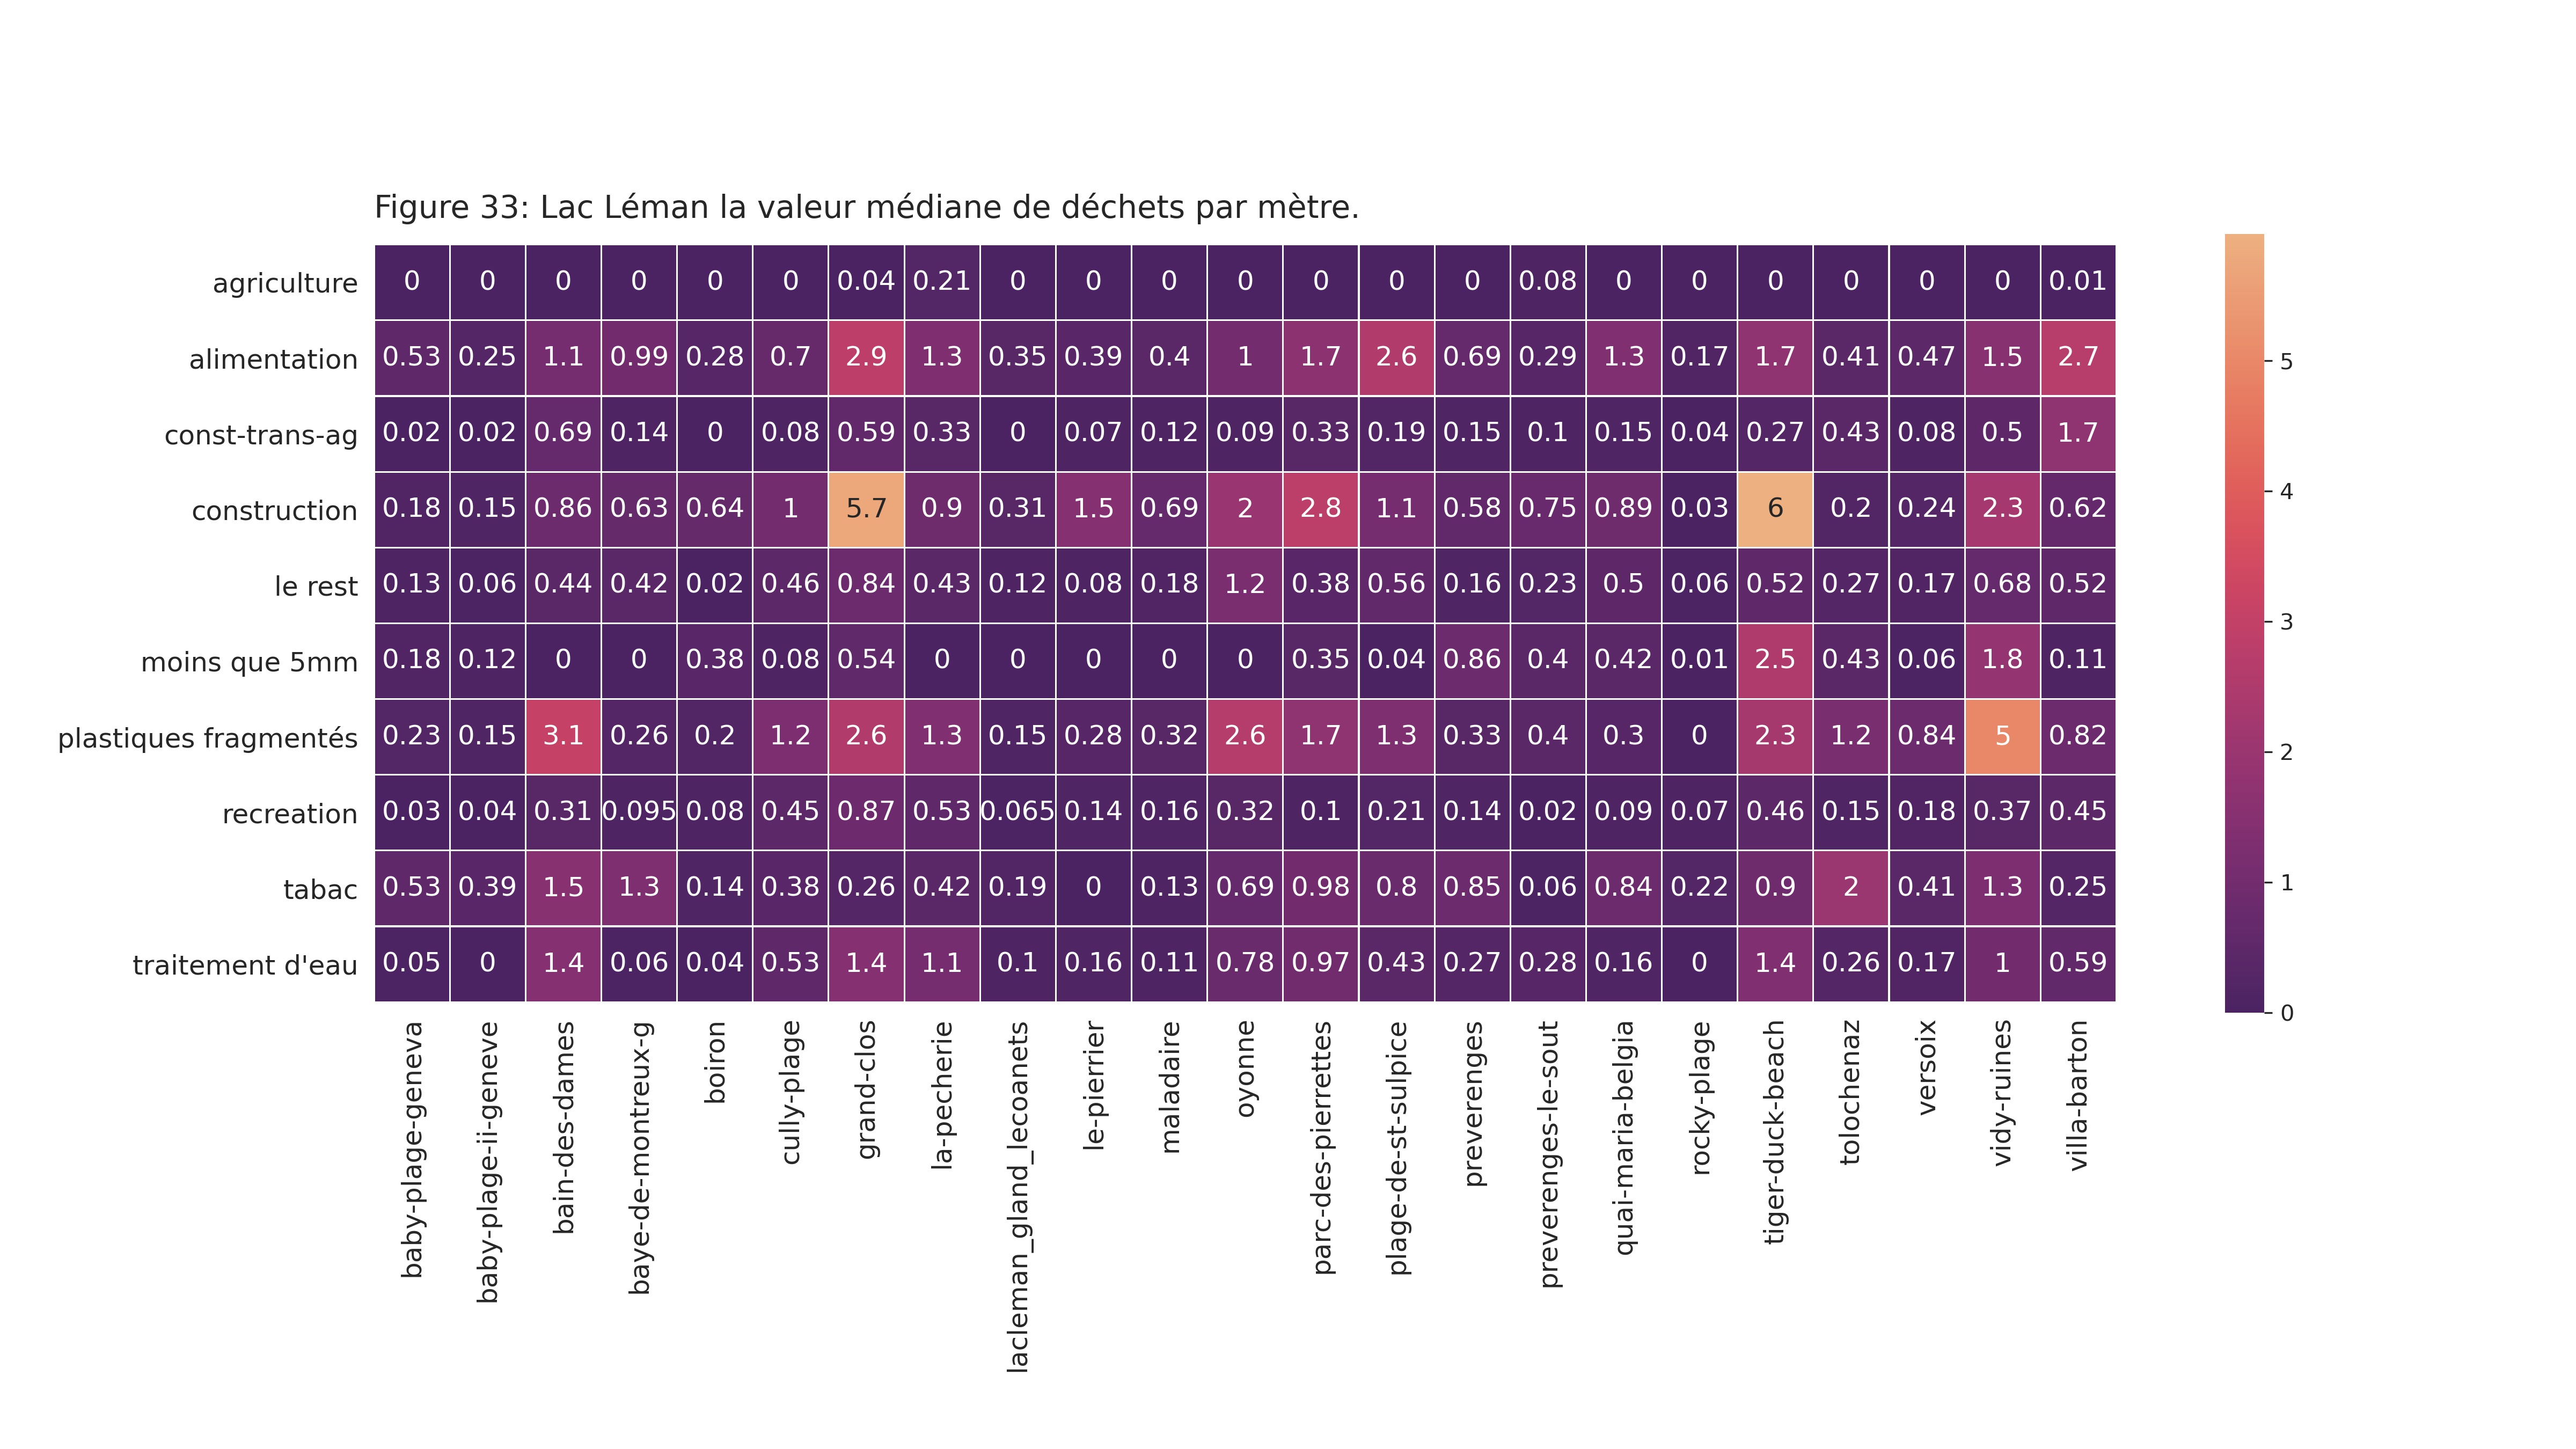 Figure 33: Lac Léman la valeur médiane de déchets par mètre.
agriculture 0 0 0 0 0 0 0.04 0.21 0 0 0 0 0 0 0 0.08 0 0 0 0 0 0 0.01
alimentation 0.53 0.25 1.1 0.99 0.28 0.7 2.9 1.3 0.35 0.39 0.4 1 1.7 2.6 0.69 0.29 1.3 0.17 1.7 0.41 0.47 1.5 2.7
const-trans-ag 0.02 0.02 0.69 0.14 0 0.08 0.59 0.33 0 0.07 0.12 0.09 0.33 0.19 0.15 0.1 0.15 0.04 0.27 0.43 0.08 0.5 1.7
construction 0.18 0.15 0.86 0.63 0.64 1 5.7 0.9 0.31 1.5 0.69 2 2.8 1.1 0.58 0.75 0.89 0.03 6 0.2 0.24 2.3 0.62
le rest 0.13 0.06 0.44 0.42 0.02 0.46 0.84 0.43 0.12 0.08 0.18 1.2 0.38 0.56 0.16 0.23 0.5 0.06 0.52 0.27 0.17 0.68 0.52
moins que 5mm 0.18 0.12 0 0 0.38 0.08 0.54 0 0 0 0 0 0.35 0.04 0.86 0.4 0.42 0.01 2.5 0.43 0.06 1.8 0.11
plastiques fragmentés 0.23 0.15 3.1 0.26 0.2 1.2 2.6 1.3 0.15 0.28 0.32 2.6 1.7 1.3 0.33 0.4 0.3 0 2.3 1.2 0.84 5 0.82
recreation 0.03 0.04 0.31 0.095 0.08 0.45 0.87 0.53 0.065 0.14 0.16 0.32 0.1 0.21 0.14 0.02 0.09 0.07 0.46 0.15 0.18 0.37 0.45
tabac 0.53 0.39 1.5 1.3 0.14 0.38 0.26 0.42 0.19 0 0.13 0.69 0.98 0.8 0.85 0.06 0.84 0.22 0.9 2 0.41 1.3 0.25
traitement d'eau 0.05 0 1.4 0.06 0.04 0.53 1.4 1.1 0.1 0.16 0.11 0.78 0.97 0.43 0.27 0.28 0.16 0 1.4 0.26 0.17 1 0.59
baby-plage-geneva
baby-plage-ii-geneve
bain-des-dames
baye-de-montreux-g
boiron
cully-plage
grand-clos
la-pecherie
lacleman_gland_lecoanets
le-pierrier
maladaire
oyonne
parc-des-pierrettes
plage-de-st-sulpice
preverenges
preverenges-le-sout
quai-maria-belgia
rocky-plage
tiger-duck-beach
tolochenaz
versoix
vidy-ruines
villa-barton
5
4
3
2
1
0